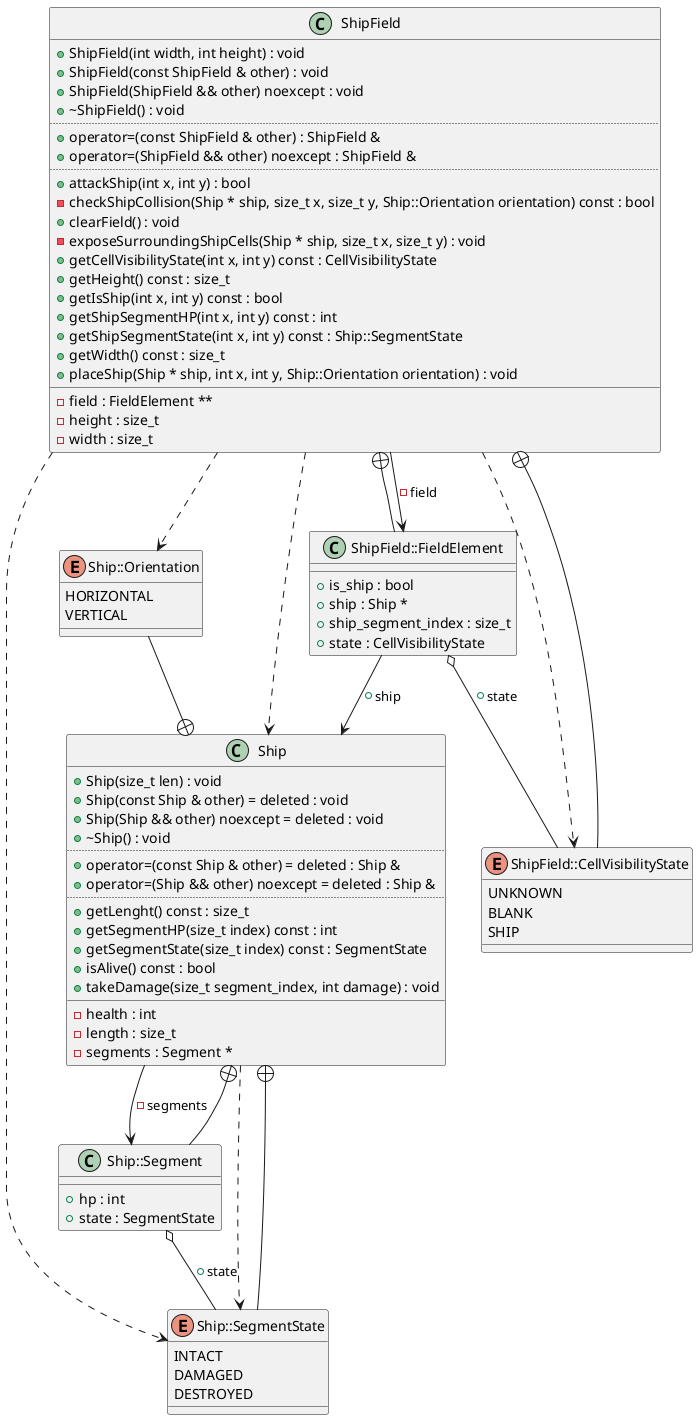 C ShipField
ShipField(int width, int height) : void
ShipField(const ShipField & other) : void
ShipField(ShipField && other) noexcept : void
~ShipField() : void
operator=(const ShipField & other) : ShipField &
operator=(ShipField && other) noexcept : ShipField &
attackShip(int x, int y) : bool
checkShipCollision(Ship * ship, size_t x, size_t y, Ship::Orientation orientation) const : bool
clearField() : void
exposeSurroundingShipCells(Ship * ship, size_t x, size_t y) : void
getCellVisibilityState(int x, int y) const : CellVisibilityState
getHeight() const : size_t
getIsShip(int x, int y) const : bool
getShipSegmentHP(int x, int y) const : int
getShipSegmentState(int x, int y) const : Ship::SegmentState
getWidth() const : size_t
placeShip(Ship * ship, int x, int y, Ship::Orientation orientation) : void
field : FieldElement **
height : size_t
width : size_t
field
E Ship::Orientation
HORIZONTAL
VERTICAL
C ShipField::FieldElement
is_ship : bool
ship : Ship *
ship_segment_index : size_t
state : CellVisibilityState
ship
state
C Ship
Ship(size_t len) : void
Ship(const Ship & other) = deleted : void
Ship(Ship && other) noexcept = deleted : void
~Ship() : void
operator=(const Ship & other) = deleted : Ship &
operator=(Ship && other) noexcept = deleted : Ship &
getLenght() const : size_t
getSegmentHP(size_t index) const : int
getSegmentState(size_t index) const : SegmentState
isAlive() const : bool
takeDamage(size_t segment_index, int damage) : void
health : int
length : size_t
segments : Segment *
E ShipField::CellVisibilityState
UNKNOWN
BLANK
SHIP
segments
C Ship::Segment
hp : int
state : SegmentState
state
E Ship::SegmentState
INTACT
DAMAGED
DESTROYED